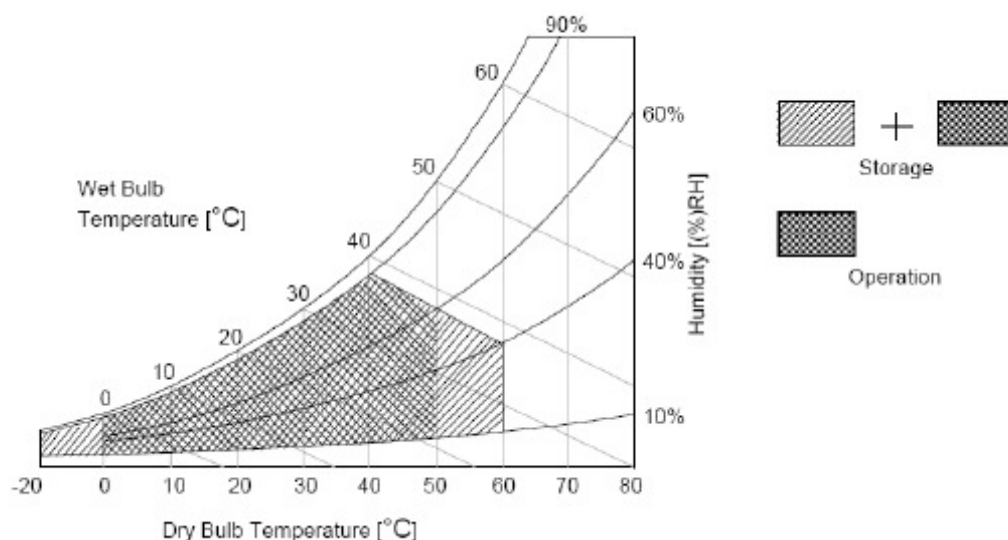 90%
60
60%
50
Wet Bulb
Temperature [°C]
Storage
40
30
40%
Operation
Humidity [(%)RH]
20
10
0
10%
-20 0 10 20 30 40 50 60 70 80
Dry Bulb Temperature [°C]